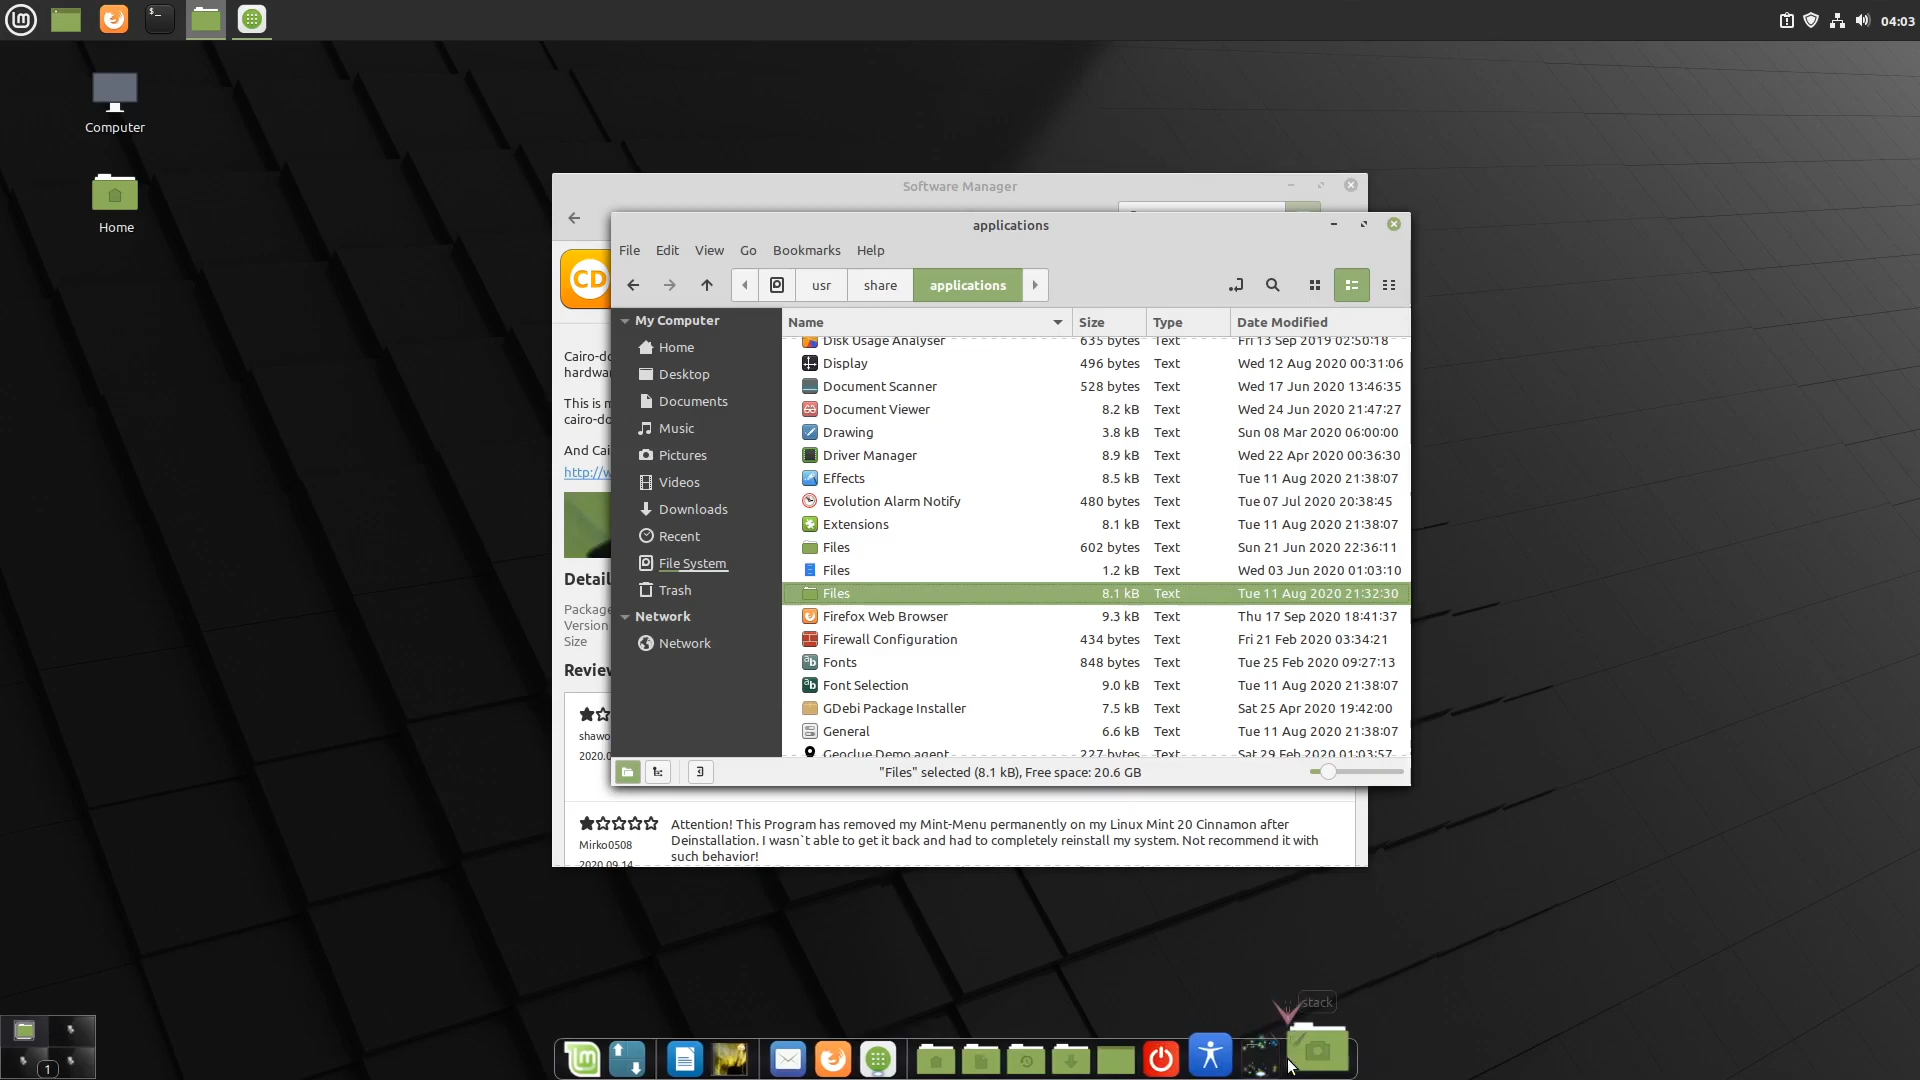 04:03
Computer
Home
Software Manager
applications
File Edit View Go Bookmarks Help
usr share applications
My Computer
Home
Desktop
Documents
Music
Pictures
Videos
Downloads
Recent
File System
Trash
Network
Network
Name Size Type Date Modified
Disk Usage Analyser 635 bytes Text Fri 13 Sep 2019 02:50:18
Display 496 bytes Text Wed 12 Aug 2020 00:31:06
Document Scanner 528 bytes Text Wed 17 Jun 2020 13:46:35
Document Viewer 8.2 kB Text Wed 24 Jun 2020 21:47:27
Drawing 3.8 kB Text Sun 08 Mar 2020 06:00:00
Driver Manager 8.9 kB Text Wed 22 Apr 2020 00:36:30
Effects 8.5 kB Text Tue 11 Aug 2020 21:38:07
Evolution Alarm Notify 480 bytes Text Tue 07 Jul 2020 20:38:45
Extensions 8.1 kB Text Tue 11 Aug 2020 21:38:07
Files 602 bytes Text Sun 21 Jun 2020 22:36:11
Files 1.2 kB Text Wed 03 Jun 2020 01:03:10
Files 8.1 kB Text Tue 11 Aug 2020 21:32:30
Firefox Web Browser 9.3 kB Text Thu 17 Sep 2020 18:41:37
Firewall Configuration 434 bytes Text Fri 21 Feb 2020 03:34:21
Fonts 848 bytes Text Tue 25 Feb 2020 09:27:13
Font Selection 9.0 kB Text Tue 11 Aug 2020 21:38:07
GDebi Package Installer 7.5 kB Text Sat 25 Apr 2020 19:42:00
General 6.6 kB Text Tue 11 Aug 2020 21:38:07
Geoclue Demo agent 227 bytes Text Sat 29 Feb 2020 01:03:57
"Files" selected (8.1 kB), Free space: 20.6 GB
CD
Cairo-do
hardwa
This is m
cairo-do
And Cai
http://w
Detail
Package
Version
Size
Review
shawo
2020.0
Attention! This Program has removed my Mint-Menu permanently on my Linux Mint 20 Cinnamon after
Deinstallation. I wasn`t able to get it back and had to completely reinstall my system. Not recommend it with
such behavior!
Mirko0508
2020.09.14
stack
1